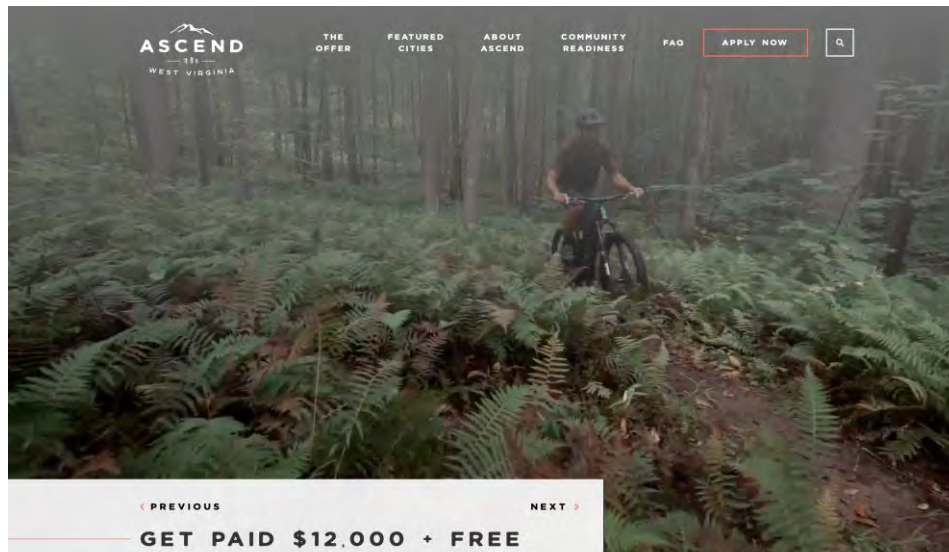 ASCEND
WEST VIRGINIA
THE
OFFER
FEATURED
CITIES
ABOUT
ASCEND
COMMUNITY
READINESS
FAQ
APPLY NOW
PREVIOUS
NEXT
GET PAID $12,000 + FREE